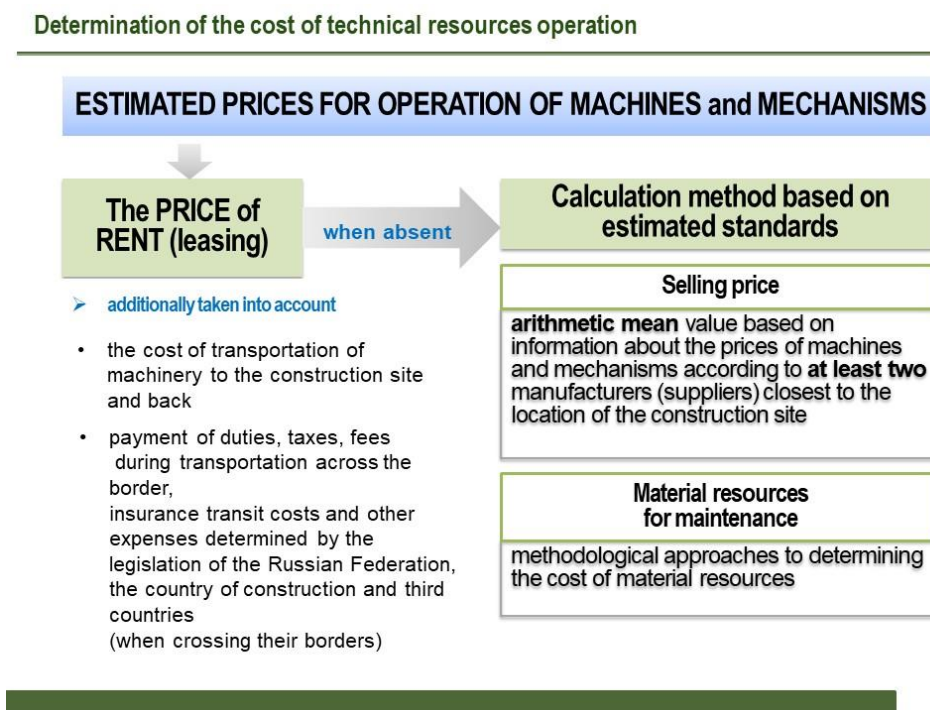 Determination of the cost of technical resources operation
ESTIMATED PRICES FOR OPERATION OF MACHINES and MECHANISMS
The PRICE of
RENT (leasing)
when absent
Calculation method based on
estimated standards
➢ additionally taken into account
• the cost of transportation of
machinery to the construction site
and back
• payment of duties, taxes, fees
during transportation across the
border,
insurance transit costs and other
expenses determined by the
legislation of the Russian Federation,
the country of construction and third
countries
(when crossing their borders)
Selling price
arithmetic mean value based on
information about the prices of machines
and mechanisms according to at least two
manufacturers (suppliers) closest to the
location of the construction site
Material resources
for maintenance
methodological approaches to determining
the cost of material resources